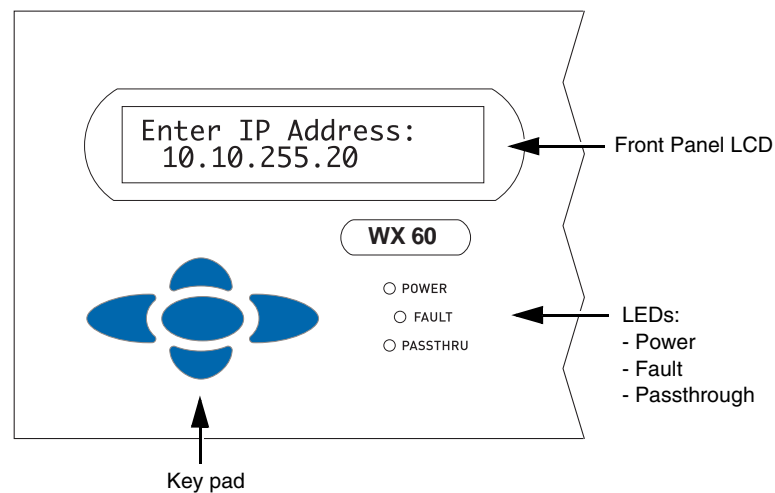 Enter IP Address:
10.10.255.20
Front Panel LCD
WX 60
POWER
FAULT
PASSTHRU
LEDs:
- Power
- Fault
- Passthrough
Key pad